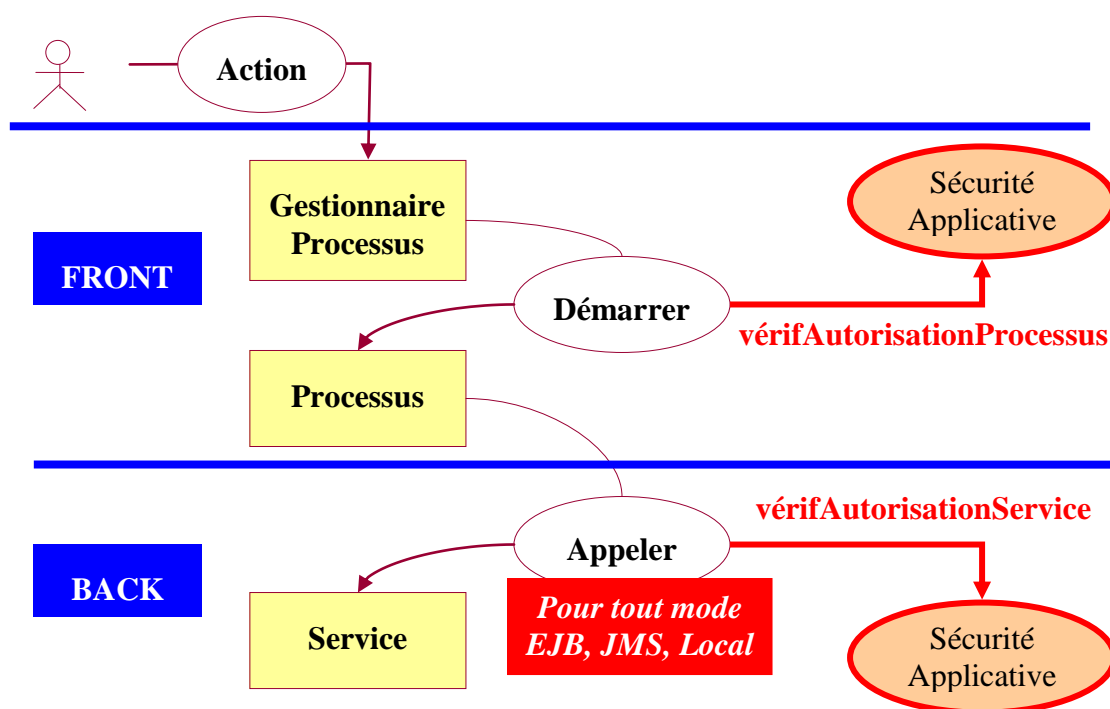 Action
Gestionnaire
Processus
Sécurité
Applicative
FRONT
Démarrer
vérifAutorisationProcessus
Processus
vérifAutorisationService
Appeler
BACK
Pour tout mode
EJB, JMS, Local
Service
Sécurité
Applicative